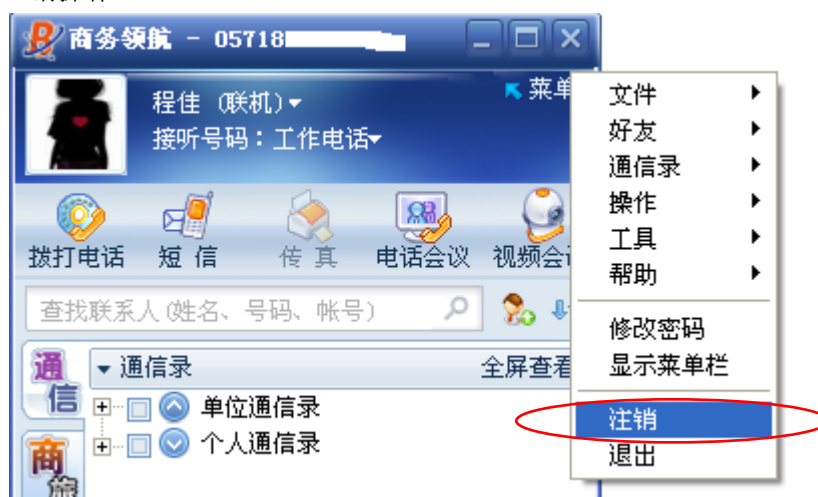 商务领航 - 05718
程佳 (联机)
接听号码：工作电话
菜单
拨打电话 短信 传真 电话会议 视频会
查找联系人(姓名、号码、帐号)
通信
通信录 全屏查看
单位通信录
个人通信录
商旅
文件
好友
通信录
操作
工具
帮助
修改密码
显示菜单栏
注销
退出